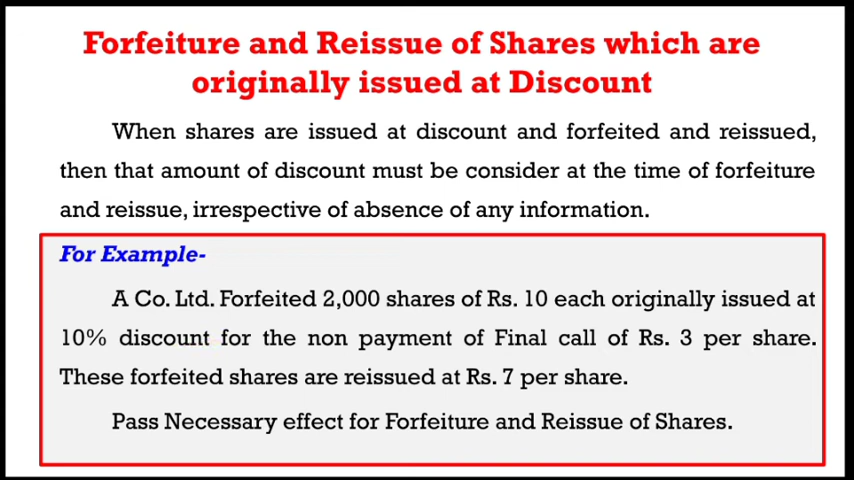 Forfeiture and Reissue of Shares which are
originally issued at Discount
When shares are issued at discount and forfeited and reissued,
then that amount of discount must be consider at the time of forfeiture
and reissue, irrespective of absence of any information.
For Example-
A Co. Ltd. Forfeited 2,000 shares of Rs. 10 each originally issued at
10% discount for the non payment of Final call of Rs. 3 per share.
These forfeited shares are reissued at Rs. 7 per share.
Pass Necessary effect for Forfeiture and Reissue of Shares.